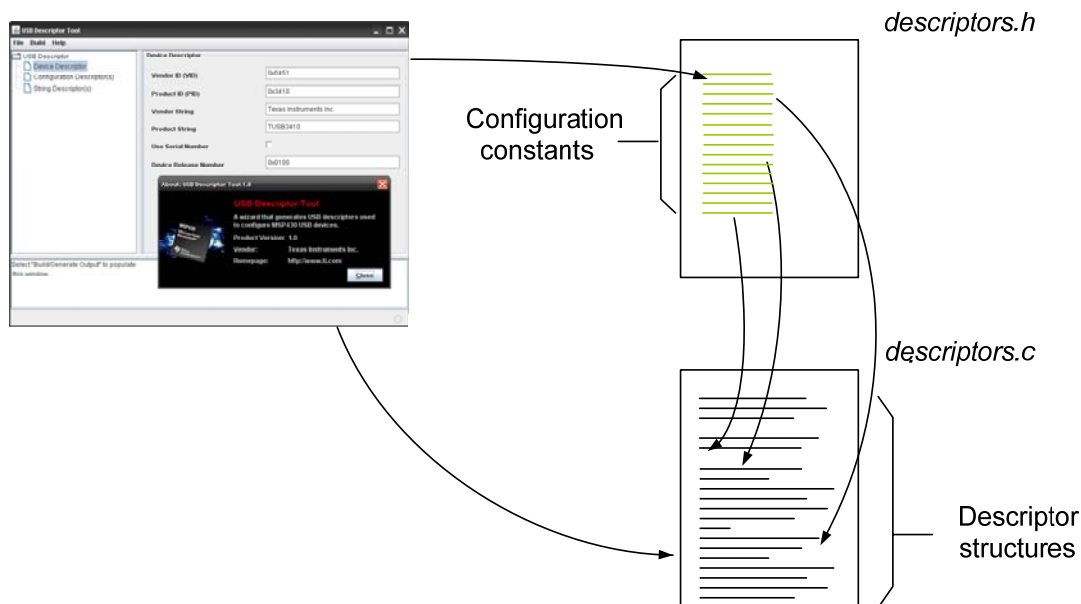 USB Descriptor Tool
File Build Help
USB Descriptor
Device Descriptor
Configuration Descriptor(s)
String Descriptor(s)
Device Descriptor
Vendor ID (VID)
0x0451
Product ID (PID)
0x3410
Vendor String
Texas Instruments Inc.
Product String
TUSB3410
Use Serial Number
Device Release Number
0x0100
About: USB Descriptor Tool 1.0
USB Descriptor Tool
A wizard that generates USB descriptors used
to configure MSP430 USB devices.
Product Version: 1.0
Vendor: Texas Instruments Inc.
Homepage: http://www.ti.com
Close
MSP430
Select "Build/Generate Output" to populate
this window.
descriptors.h
Configuration
constants
descriptors.c
Descriptor
structures